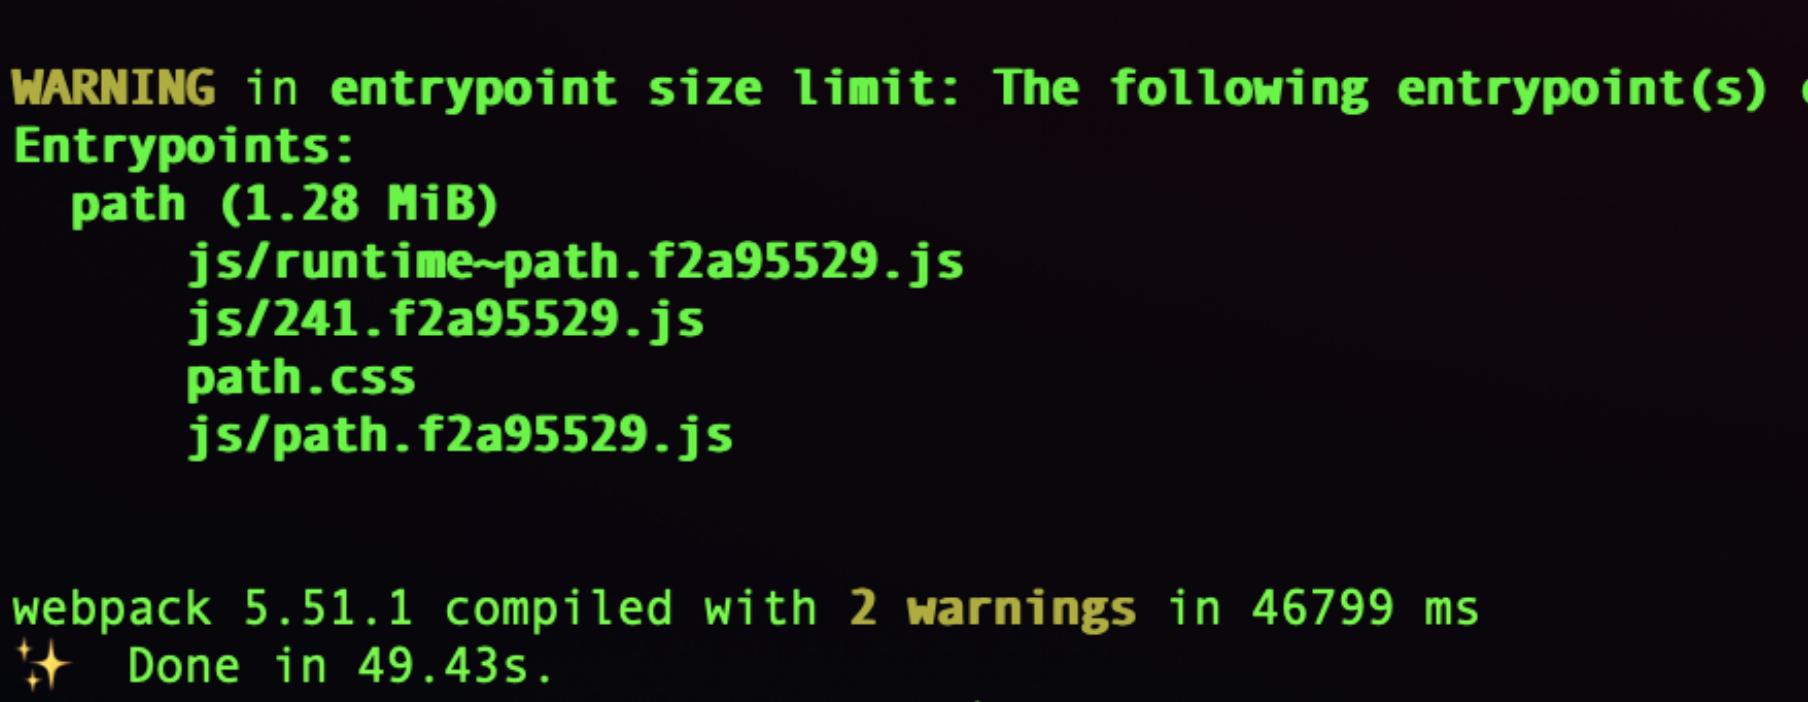 WARNING in entrypoint size limit: The following entrypoint(s)
Entrypoints:
path (1.28 MiB)
js/runtime~path.f2a95529.js
js/241.f2a95529.js
path.css
js/path.f2a95529.js
webpack 5.51.1 compiled with 2 warnings in 46799 ms
✨ Done in 49.43s.